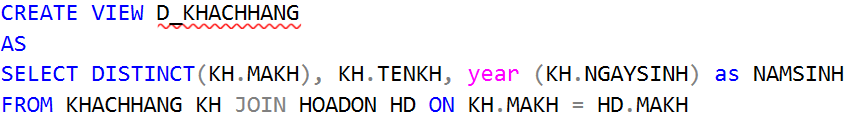 CREATE VIEW D_KHACHHANG
AS
SELECT DISTINCT(KH.MAKH), KH.TENKH, year (KH.NGAYSINH) as NAMSINH
FROM KHACHHANG KH JOIN HOADON HD ON KH.MAKH = HD.MAKH